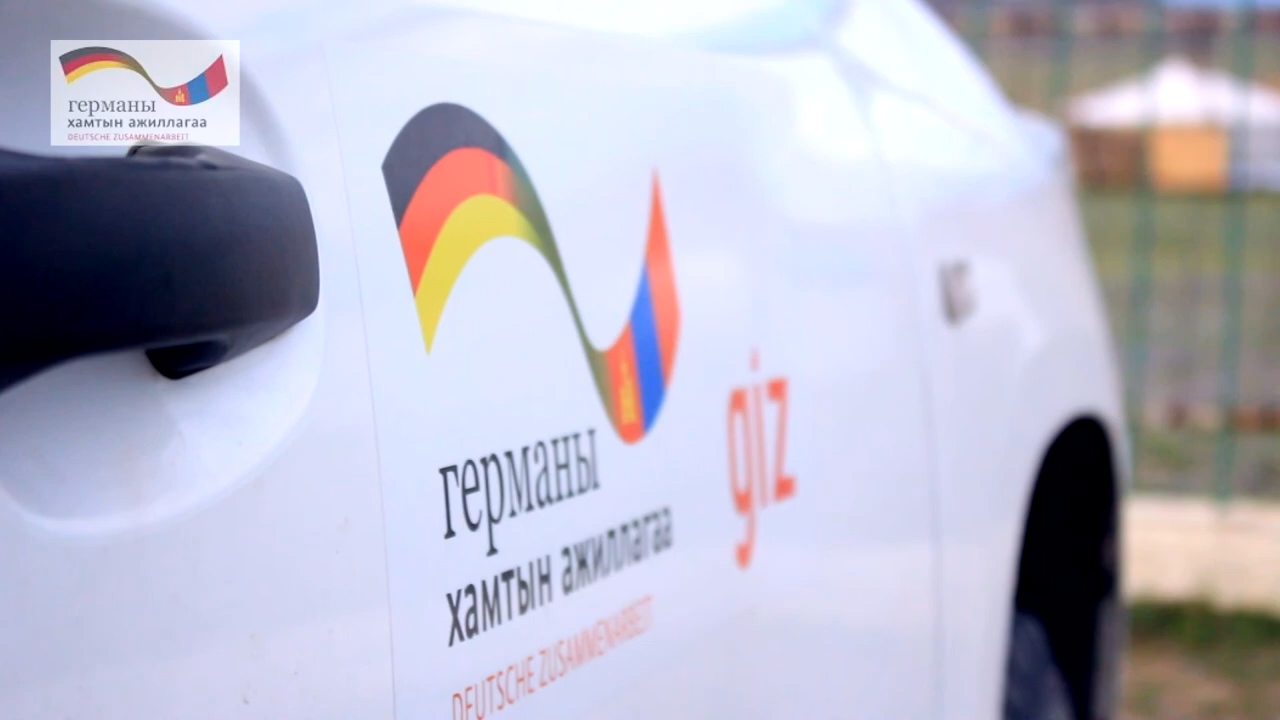 германы
хамтын ажиллагаа
DEUTSCHE ZUSAMMENARBEIT
германы
хамтын ажиллагаа
DEUTSCHE ZUSAMMENARBEIT
giz